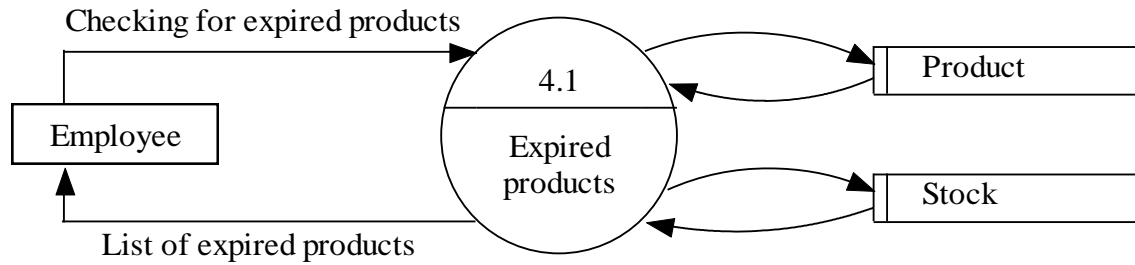 Checking for expired products
4.1
Product
Employee
Expired
products
Stock
List of expired products